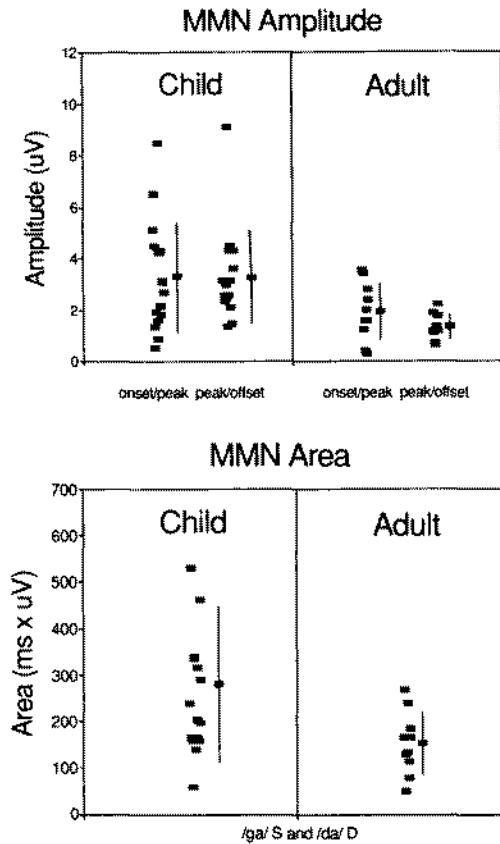 MMN Amplitude
12
10
8
6
4
2
0
Amplitude (uV)
Child
Adult
onset/peak peak/offset
onset/peak peak/offset
MMN Area
700
600
500
400
300
200
100
0
Area (ms x uV)
Child
Adult
/ga/ S and /da/ D